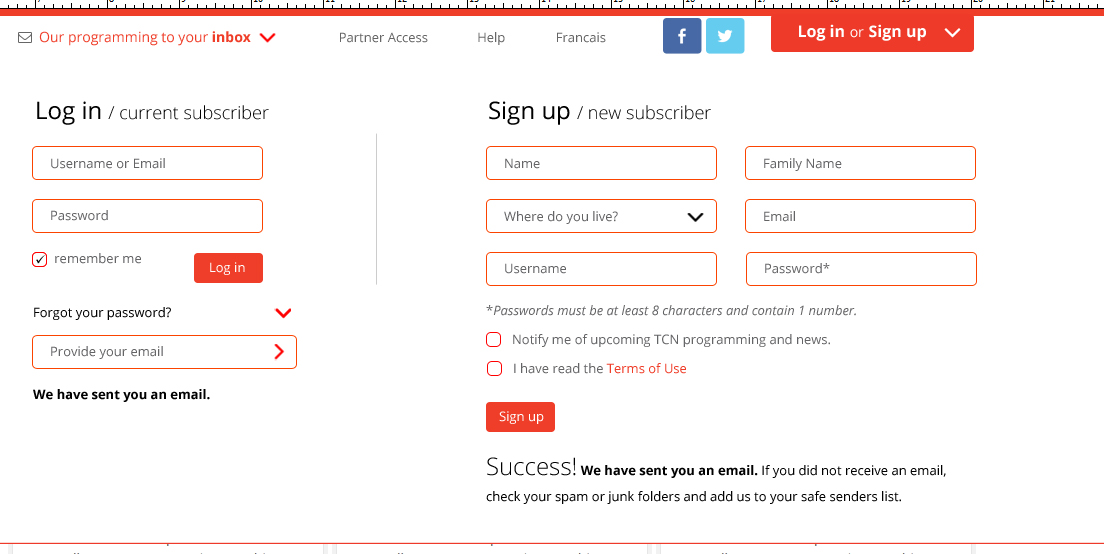 Our programming to your inbox
Partner Access
Help
Francais
f
Log in or Sign up
Log in / current subscriber
Username or Email
Password
remember me
Log in
Forgot your password?
Provide your email
We have sent you an email.
Sign up / new subscriber
Name
Family Name
Where do you live?
Email
Username
Password*
*Passwords must be at least 8 characters and contain 1 number.
Notify me of upcoming TCN programming and news.
I have read the Terms of Use
Sign up
Success! We have sent you an email. If you did not receive an email,
check your spam or junk folders and add us to your safe senders list.